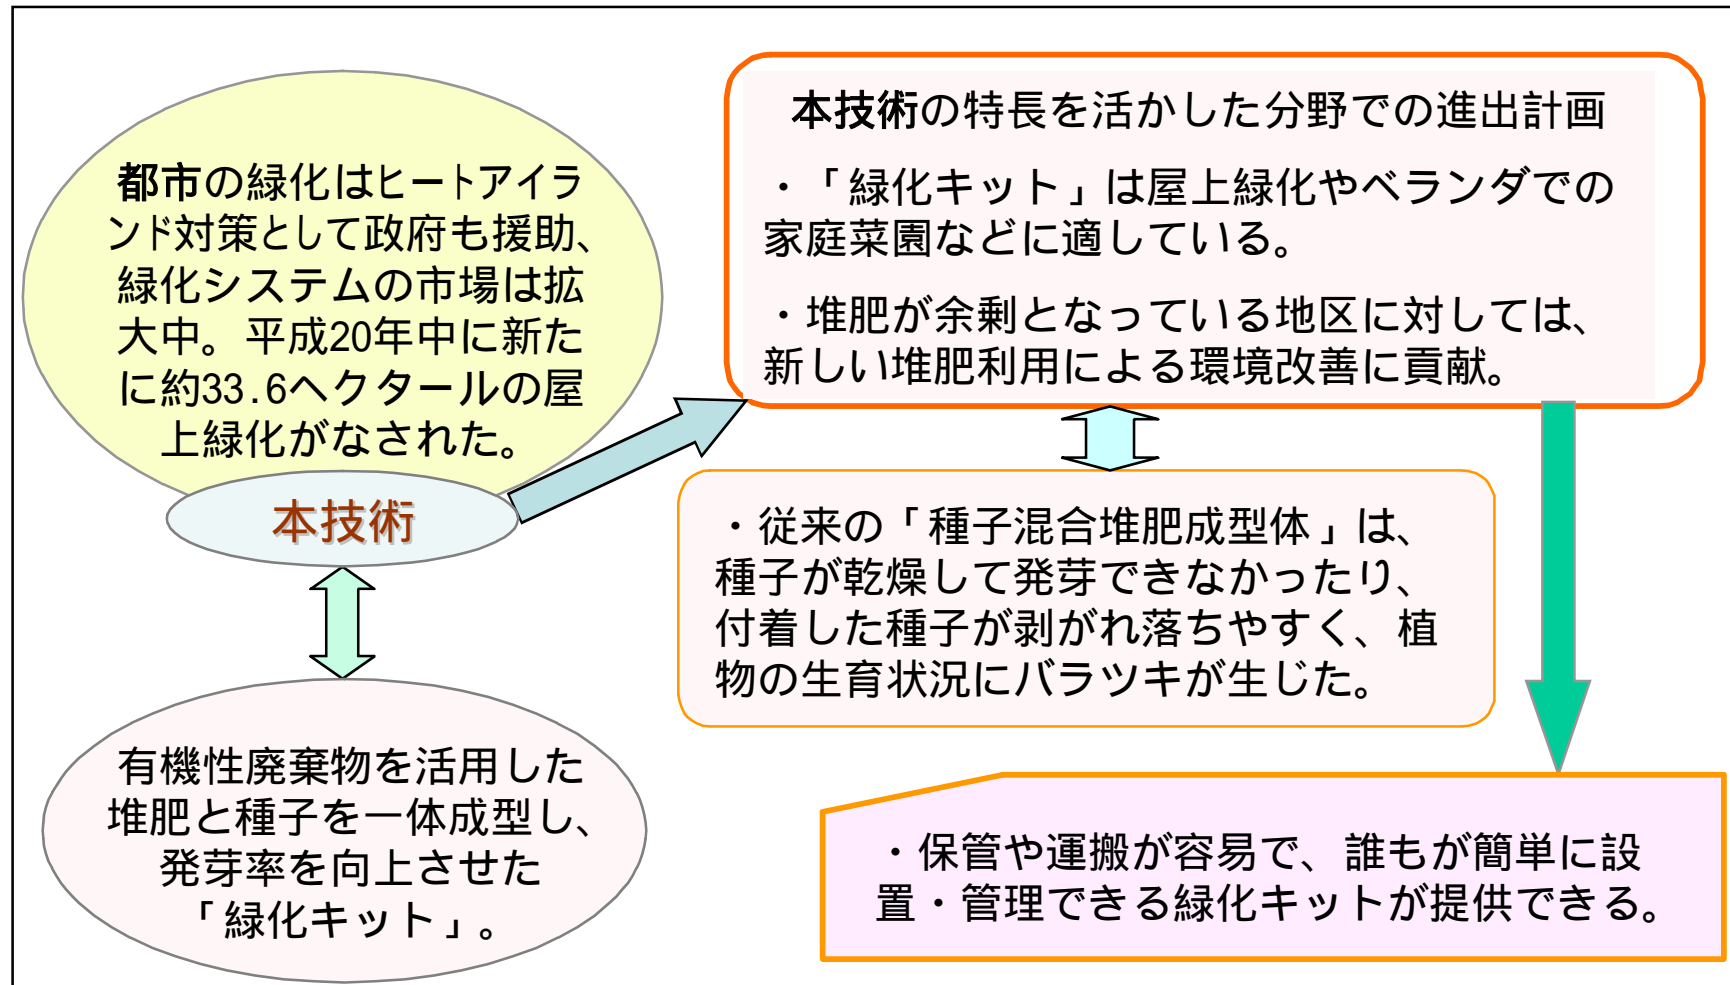 都市の緑化はヒートアイラ
ンド対策として政府も援助、
緑化システムの市場は拡
大中。平成20年中に新た
に約33.6ヘクタールの屋
上緑化がなされた。
本技術
有機性廃棄物を活用した
堆肥と種子を一体成型し、
発芽率を向上させた
「緑化キット」。
本技術の特長を活かした分野での進出計画
・「緑化キット」は屋上緑化やベランダでの
家庭菜園などに適している。
・堆肥が余剰となっている地区に対しては、
新しい堆肥利用による環境改善に貢献。
・従来の「種子混合堆肥成型体」は、
種子が乾燥して発芽できなかったり、
付着した種子が剥がれ落ちやすく、植
物の生育状況にバラツキが生じた。
・保管や運搬が容易で、誰もが簡単に設
置・管理できる緑化キットが提供できる。